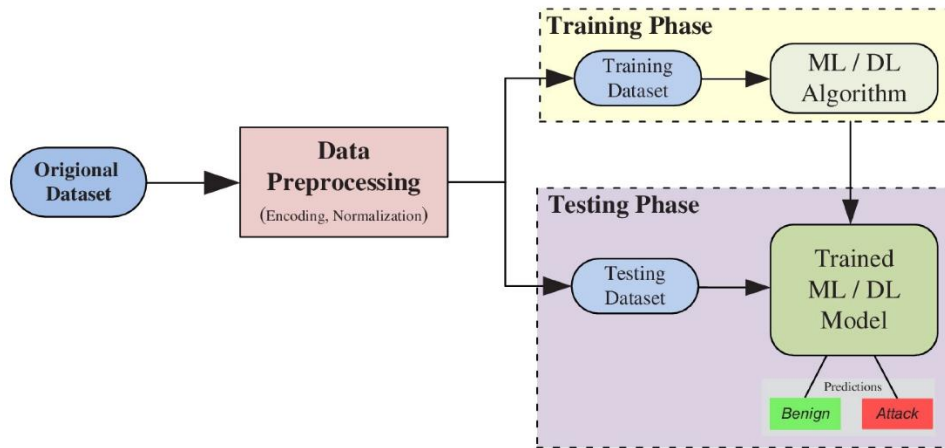 Training Phase
Training
Dataset
ML / DL
Algorithm
Origional
Dataset
Data
Preprocessing
(Encoding, Normalization)
Testing Phase
Testing
Dataset
Trained
ML / DL
Model
Predictions
Benign
Attack